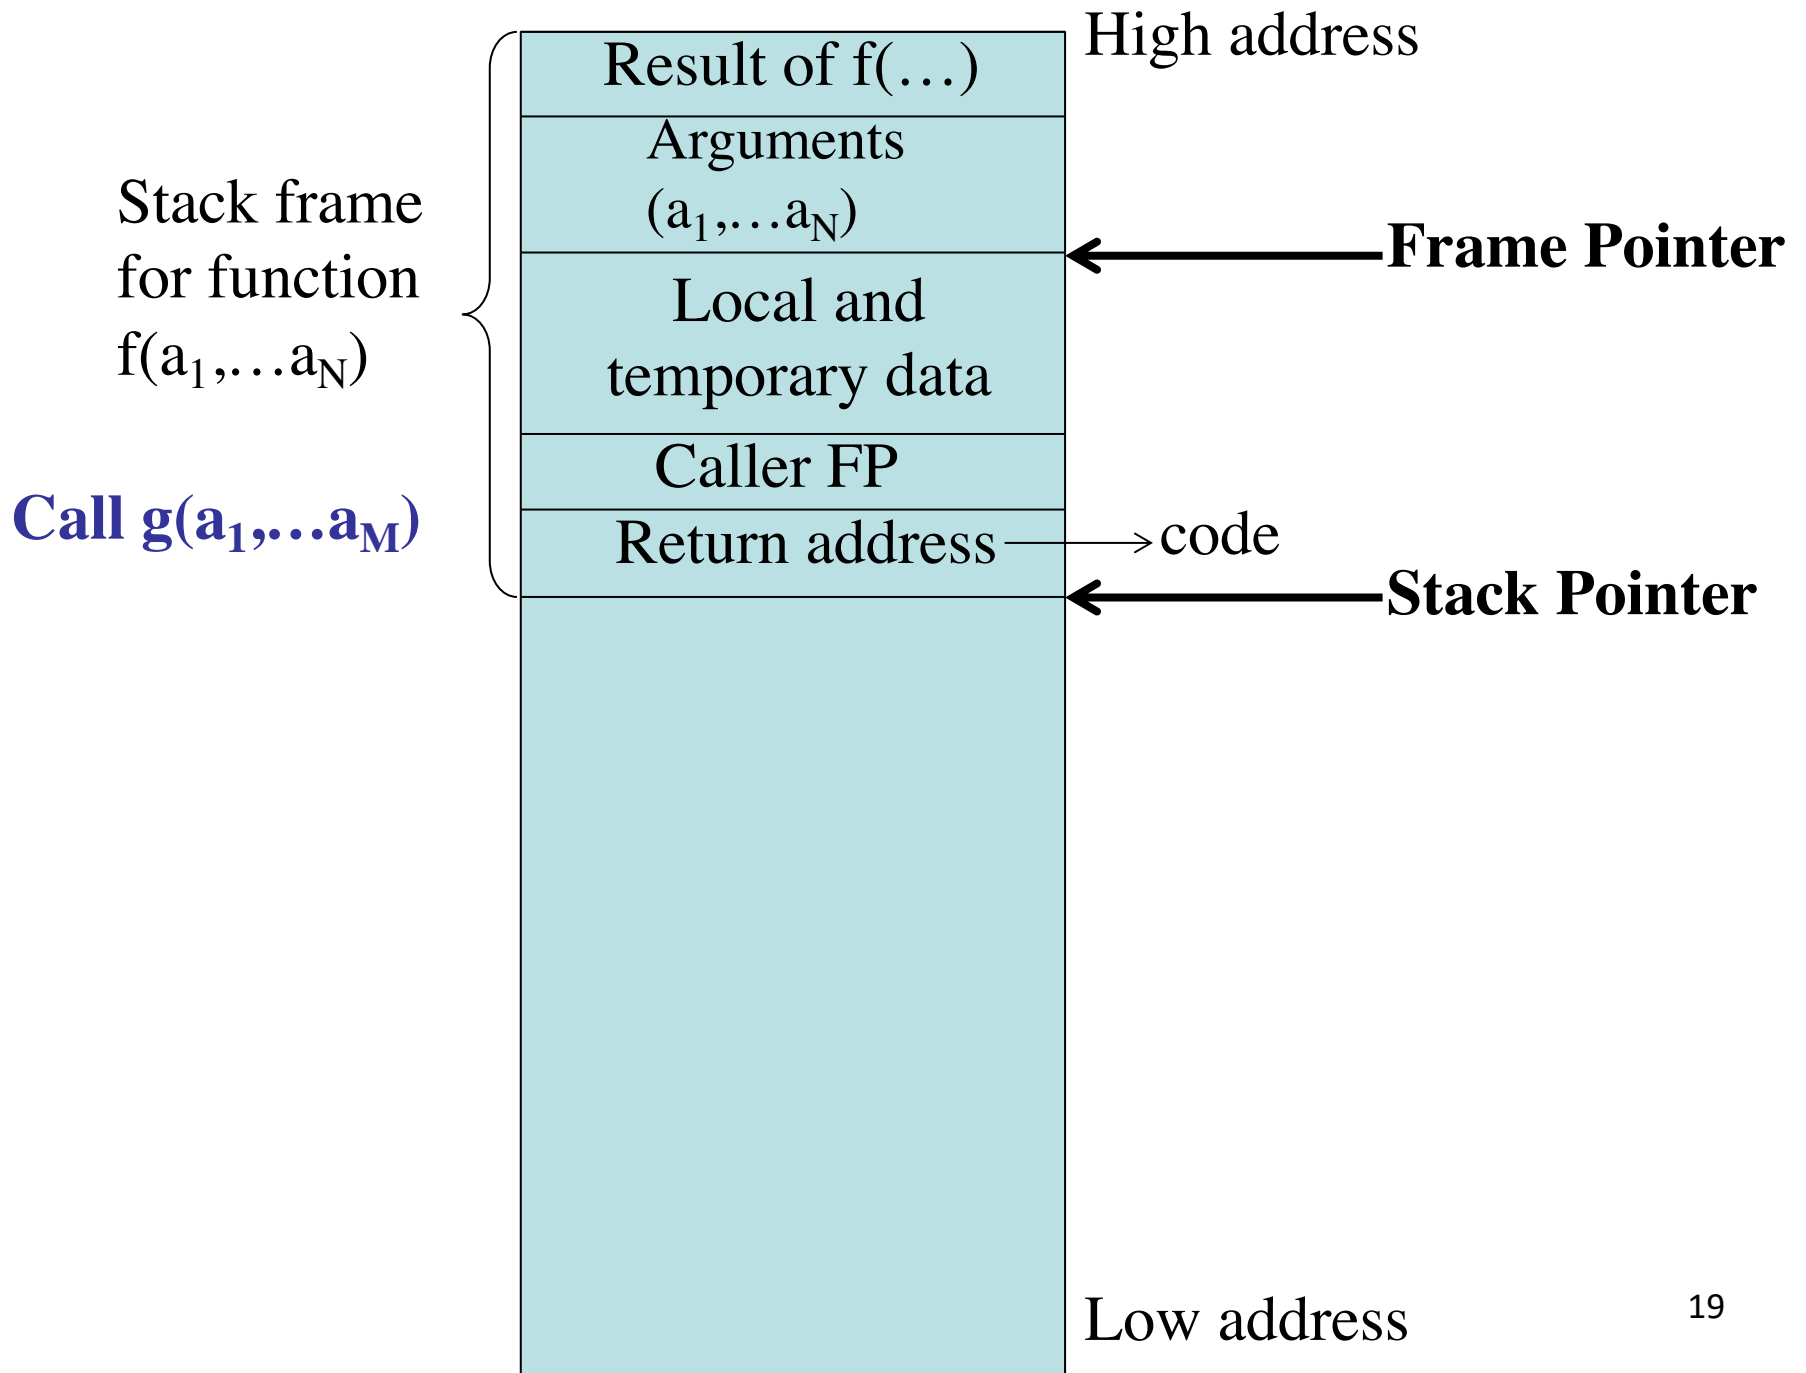 High address
Result of f(…)
Arguments
(a₁,…aN)
Stack frame
for function
f(a₁,…aN)
Frame Pointer
Local and
temporary data
Caller FP
Call g(a₁,…aM)
Return address
code
Stack Pointer
Low address
19